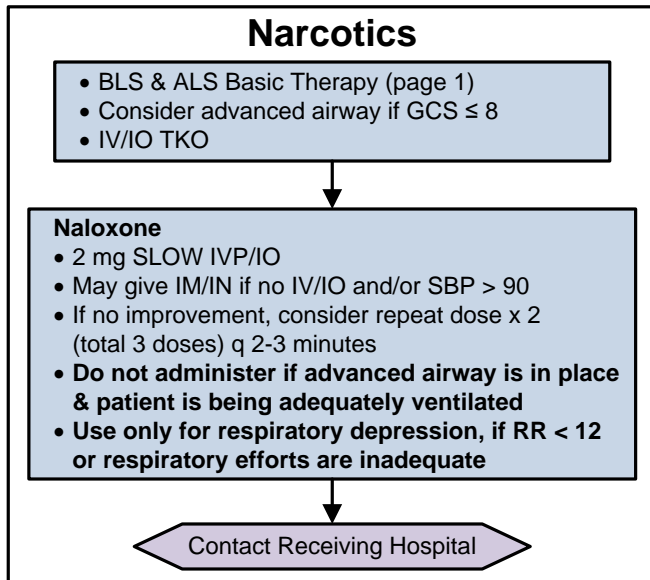 Narcotics
• BLS & ALS Basic Therapy (page 1)
• Consider advanced airway if GCS ≤ 8
• IV/IO TKO
Naloxone
• 2 mg SLOW IVP/IO
• May give IM/IN if no IV/IO and/or SBP > 90
• If no improvement, consider repeat dose x 2
(total 3 doses) q 2-3 minutes
• Do not administer if advanced airway is in place
& patient is being adequately ventilated
• Use only for respiratory depression, if RR < 12
or respiratory efforts are inadequate
Contact Receiving Hospital